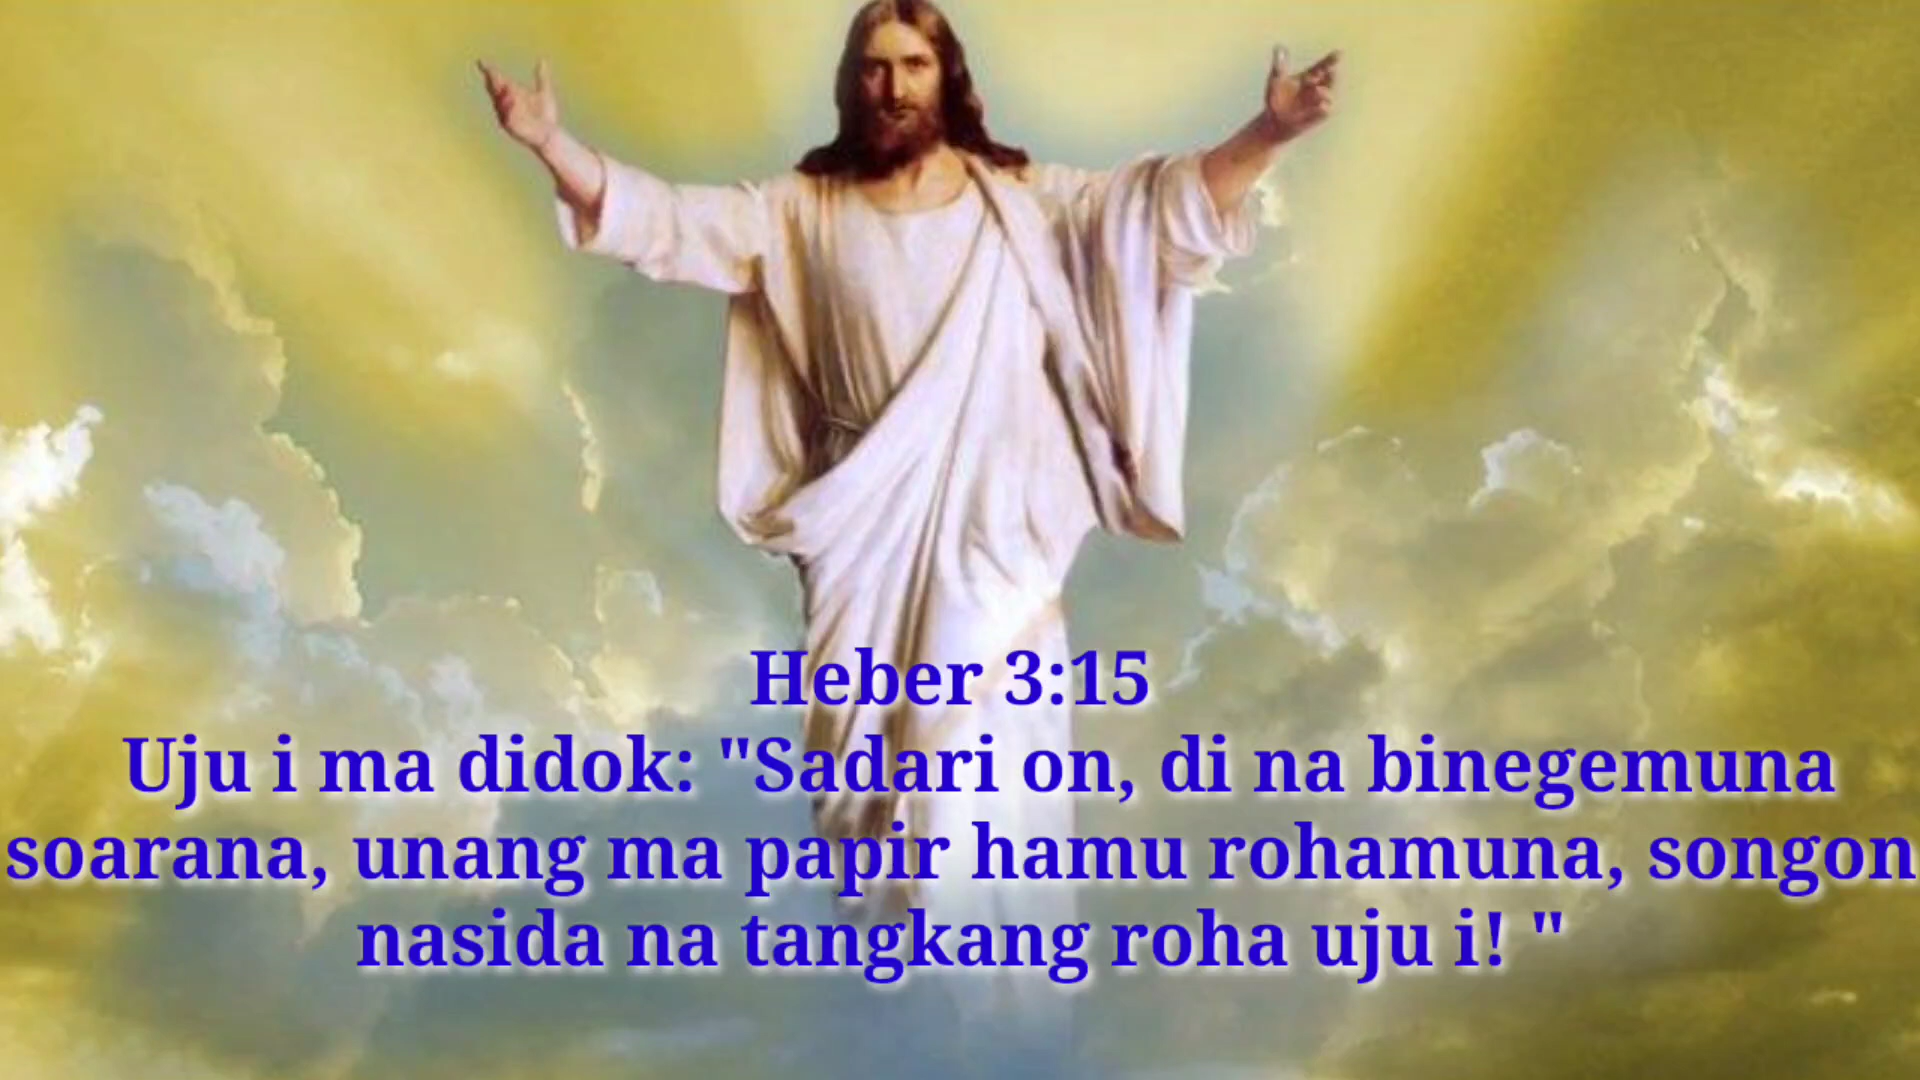 Heber 3:15
Uju i ma didok: "Sadari on, di na binegemuna
soarana, unang ma papir hamu rohamuna, songon
nasida na tangkang roha uju i! "